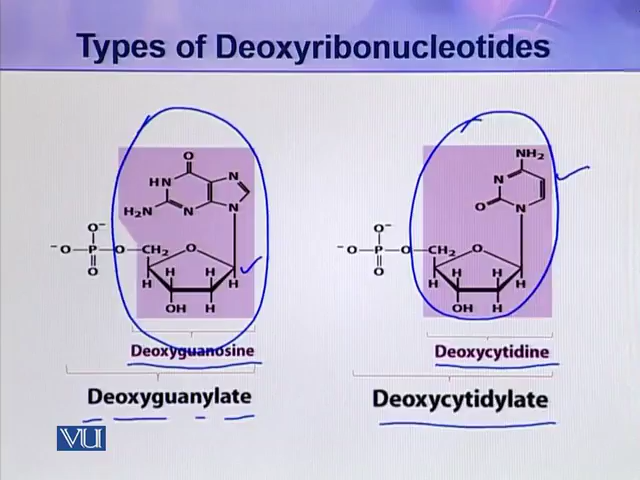 Types of Deoxyribonucleotides
O
HN
N
H₂N
N
N
O⁻
⁻O—P—O—CH₂
O
O
H
H
H
H
OH
H
Deoxyguanosine
Deoxyguanylate
NH₂
N
O
N
O⁻
⁻O—P—O—CH₂
O
O
H
H
H
H
OH
H
Deoxycytidine
Deoxycytidylate
VU